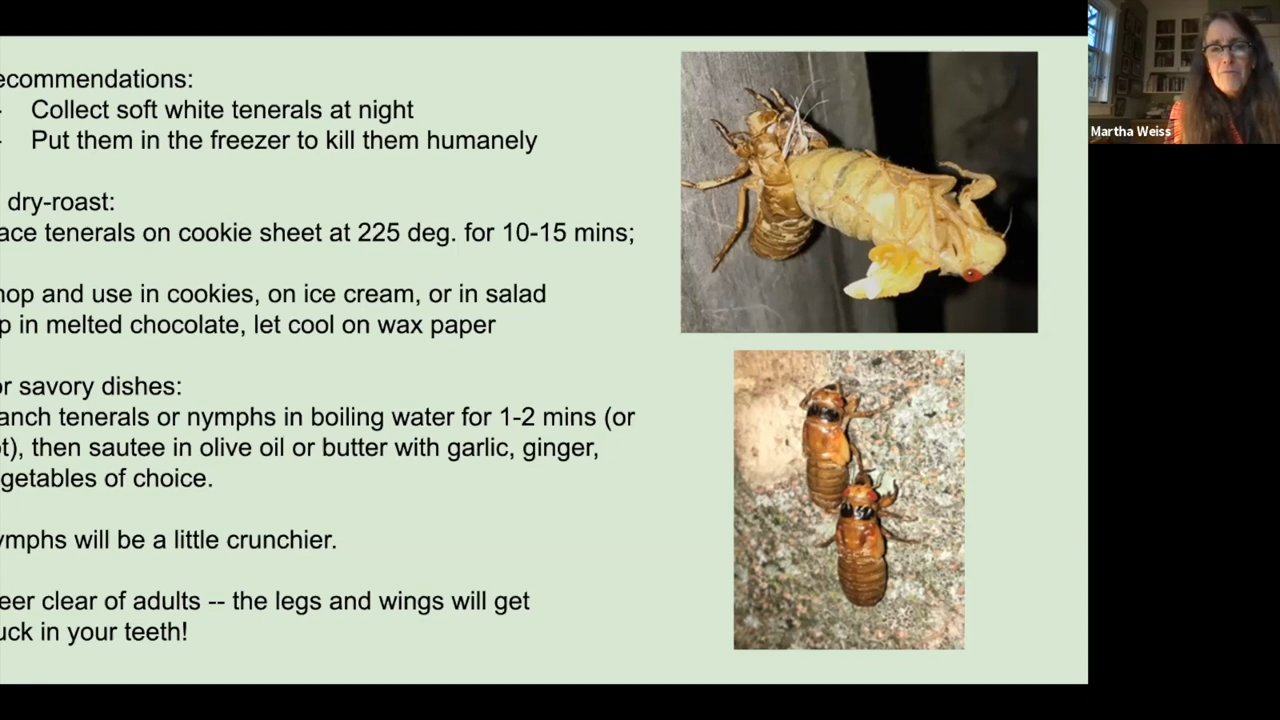 ecommendations:
- Collect soft white tenerals at night
- Put them in the freezer to kill them humanely
dry-roast:
ace tenerals on cookie sheet at 225 deg. for 10-15 mins;
hop and use in cookies, on ice cream, or in salad
p in melted chocolate, let cool on wax paper
or savory dishes:
anch tenerals or nymphs in boiling water for 1-2 mins (or
ot), then sautee in olive oil or butter with garlic, ginger,
getables of choice.
ymphs will be a little crunchier.
eer clear of adults -- the legs and wings will get
uck in your teeth!
Martha Weiss